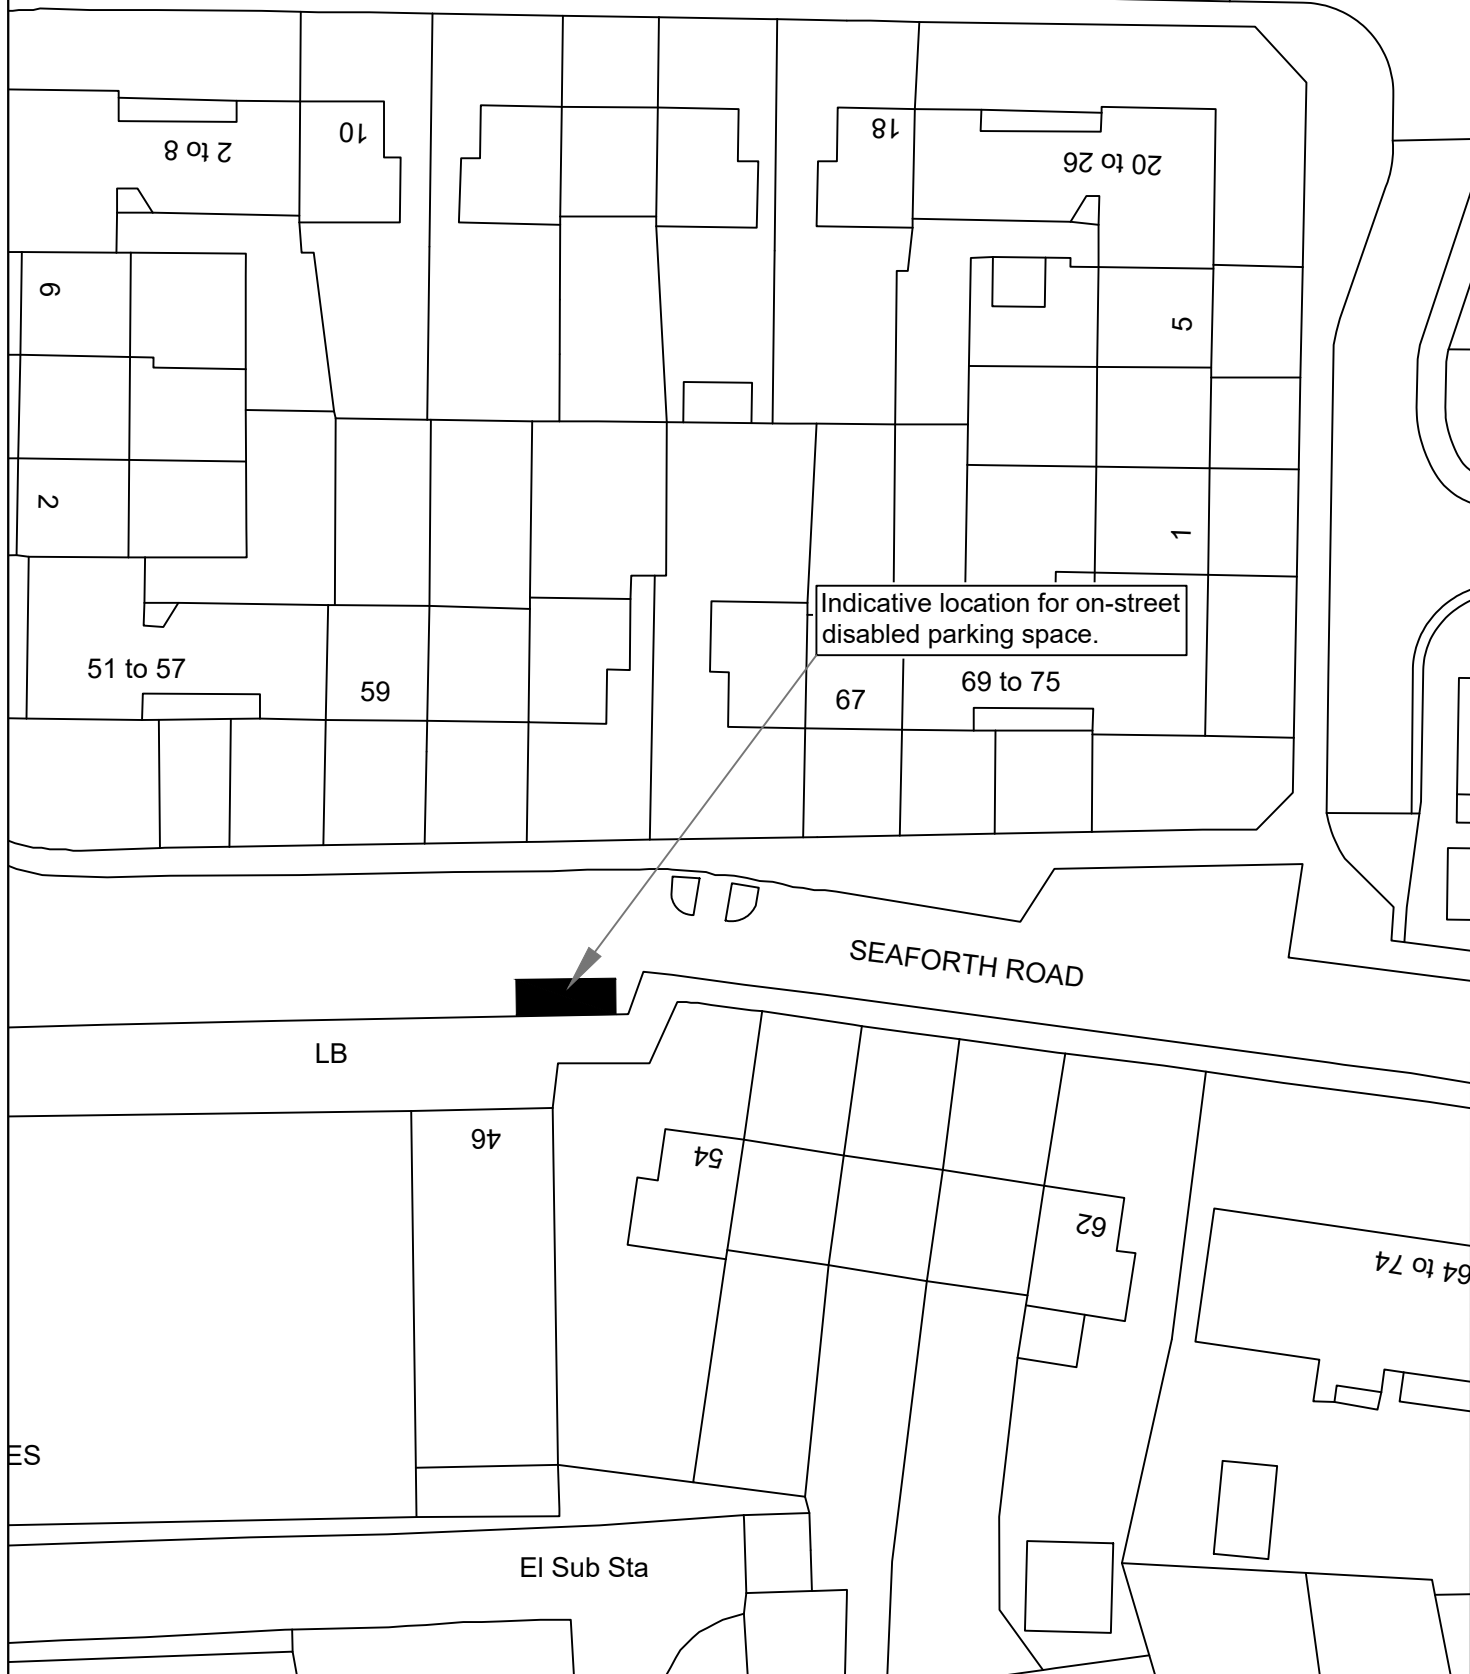 2 to 8
10
18
20 to 26
6
5
2
1
Indicative location for on-street
disabled parking space.
51 to 57
59
67
69 to 75
SEAFORTH ROAD
LB
46
54
62
64 to 74
ES
El Sub Sta